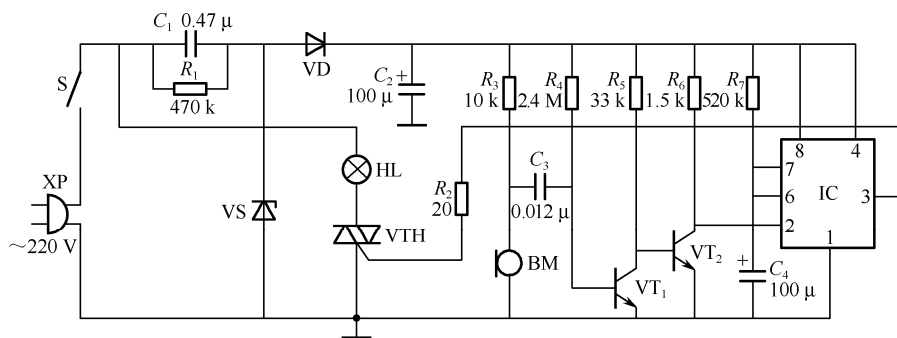 C₁ 0.47 μ
R₁
470 k
S
XP
～220 V
VD
C₂ +
100 μ
VS
HL
VTH
R₂
20
R₃
10 k
R₄
2.4 M
R₅
33 k
R₆
1.5 k
R₇
520 k
C₃
0.012 μ
BM
VT₁
VT₂
+
C₄
100 μ
8
4
7
6
IC
3
2
1